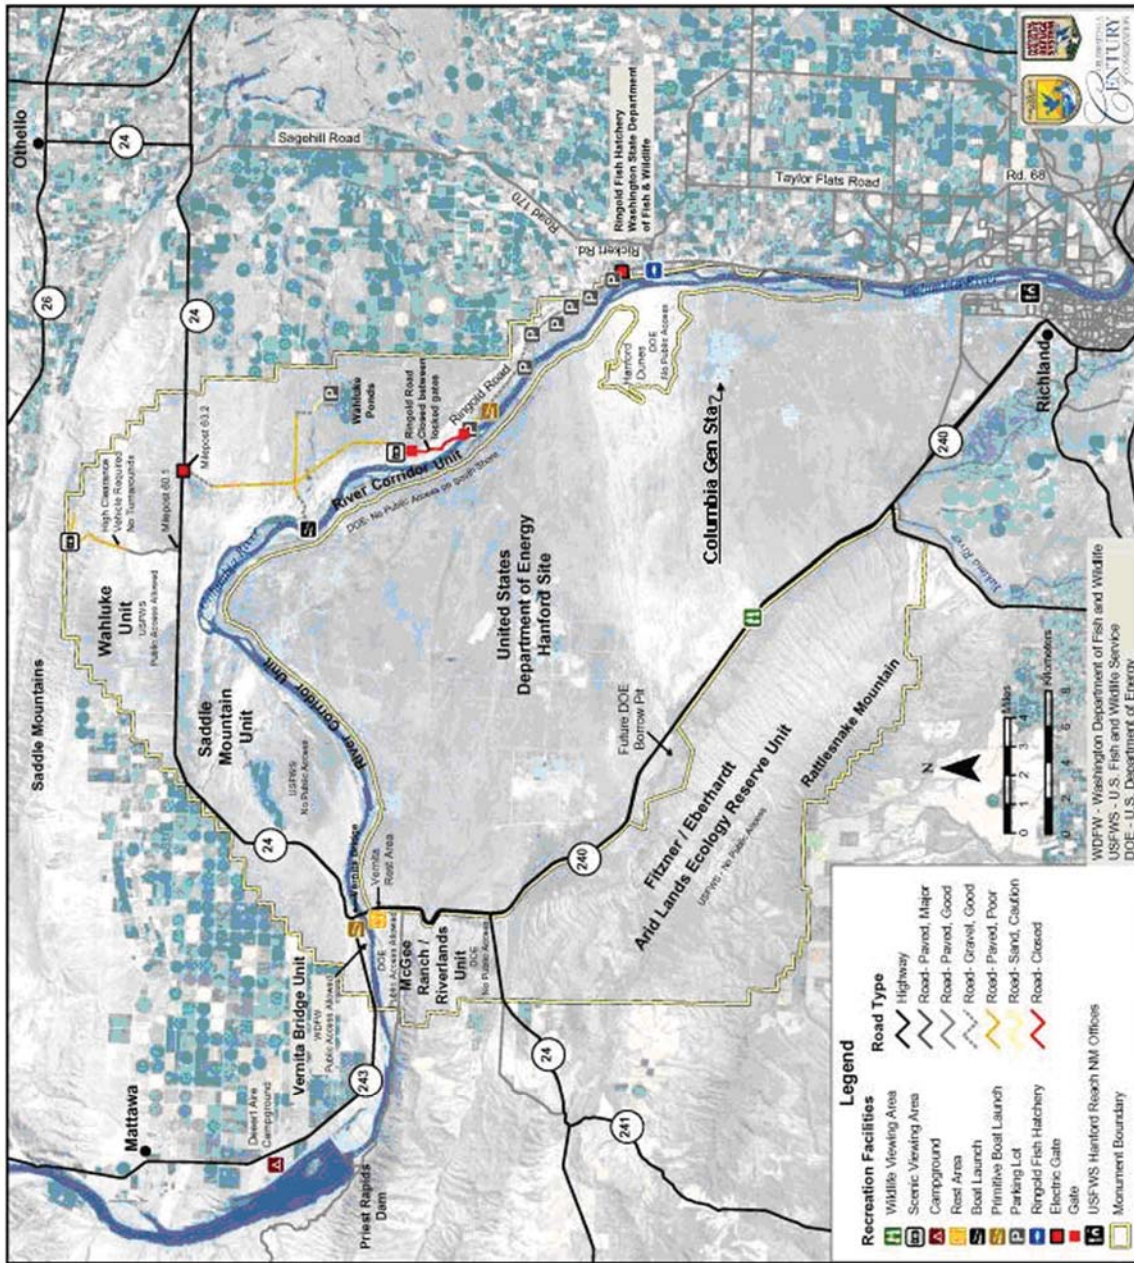 Othello
26
24
24
Sagehill Road
Road 170
Ringold Fish Hatchery
Washington State Department
of Fish & Wildlife
Rickert Rd.
Taylor Flats Road
Rd. 68
Saddle Mountains
High Clearance
Vehicle Required
No Turnarounds
Milepost 63.2
Milepost 60.5
Wahluke
Unit
USFWS
Public Access Allowed
Wahluke
Ponds
P
Ringold Road
Closed between
locked gates
Ringold Road
P
P
P
P
P
P
River Corridor Unit
DOE- No Public Access on south Shore
Columbia River
Hanford
Dunes
DOE
No Public Access
Columbia River
Columbia Gen Sta
Richland
240
Saddle
Mountain
Unit
USFWS
No Public Access
River Corridor Unit
River Corridor Unit
24
United States
Department of Energy
Hanford Site
Future DOE
Borrow Pit
Vernita Bridge
Vernita
Rest Area
Mattawa
Desert Aire
Campground
Vernita Bridge Unit
WDFW
Public Access Allowed
243
Priest Rapids
Dam
DOE
Public Access Allowed
McGee
Ranch /
Riverlands
Unit
DOE
No Public Access
240
24
241
Fitzner / Eberhardt
Arid Lands Ecology Reserve Unit
USFWS - No Public Access
Rattlesnake Mountain
Yakima River
N
0 1 2 3 4
Miles
0 2 4 6 8
Kilometers
WDFW - Washington Department of Fish and Wildlife
USFWS - U.S. Fish and Wildlife Service
DOE - U.S. Department of Energy
Legend
Recreation Facilities
Wildlife Viewing Area
Scenic Viewing Area
Campground
Rest Area
Boat Launch
Primitive Boat Launch
P Parking Lot
Ringold Fish Hatchery
Electric Gate
Gate
USFWS Hanford Reach NM Offices
Monument Boundary
Road Type
Highway
Road- Paved, Major
Road- Paved, Good
Road- Gravel, Good
Road- Paved, Poor
Road- Sand, Caution
Road- Closed
CENTURY
of CONSERVATION